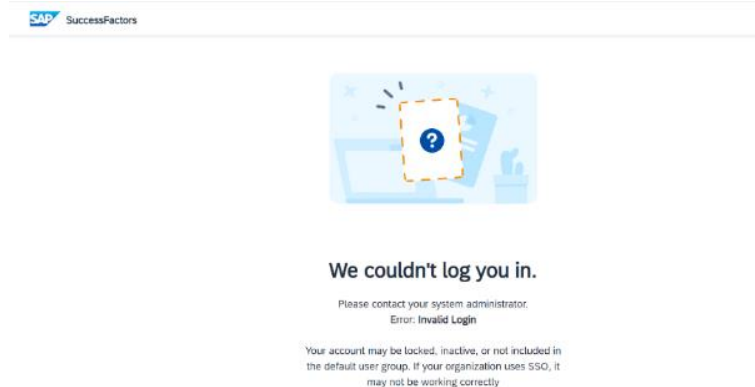 SAP SuccessFactors
?
We couldn't log you in.
Please contact your system administrator.
Error: Invalid Login
Your account may be locked, inactive, or not included in
the default user group. If your organization uses SSO, it
may not be working correctly